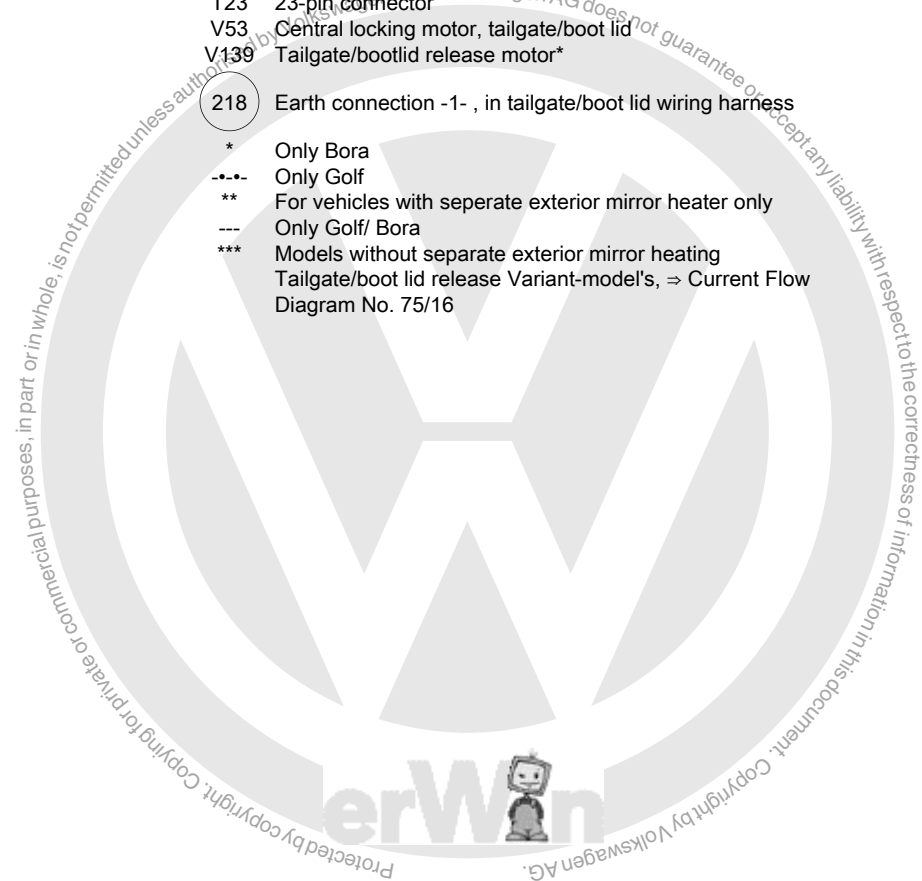 T23 23-pin connector
V53 Central locking motor, tailgate/boot lid
V139 Tailgate/bootlid release motor*
218 Earth connection -1- , in tailgate/boot lid wiring harness
* Only Bora
-•-•- Only Golf
** For vehicles with seperate exterior mirror heater only
--- Only Golf/ Bora
*** Models without separate exterior mirror heating
Tailgate/boot lid release Variant-model's, ⇒ Current Flow
Diagram No. 75/16
Protected by copyright. Copying for private or commercial purposes, in part or in whole, is not permitted unless authorised by Volkswagen AG does not guarantee or accept any liability with respect to the correctness of information in this document. Copyright by Volkswagen AG.
erWin